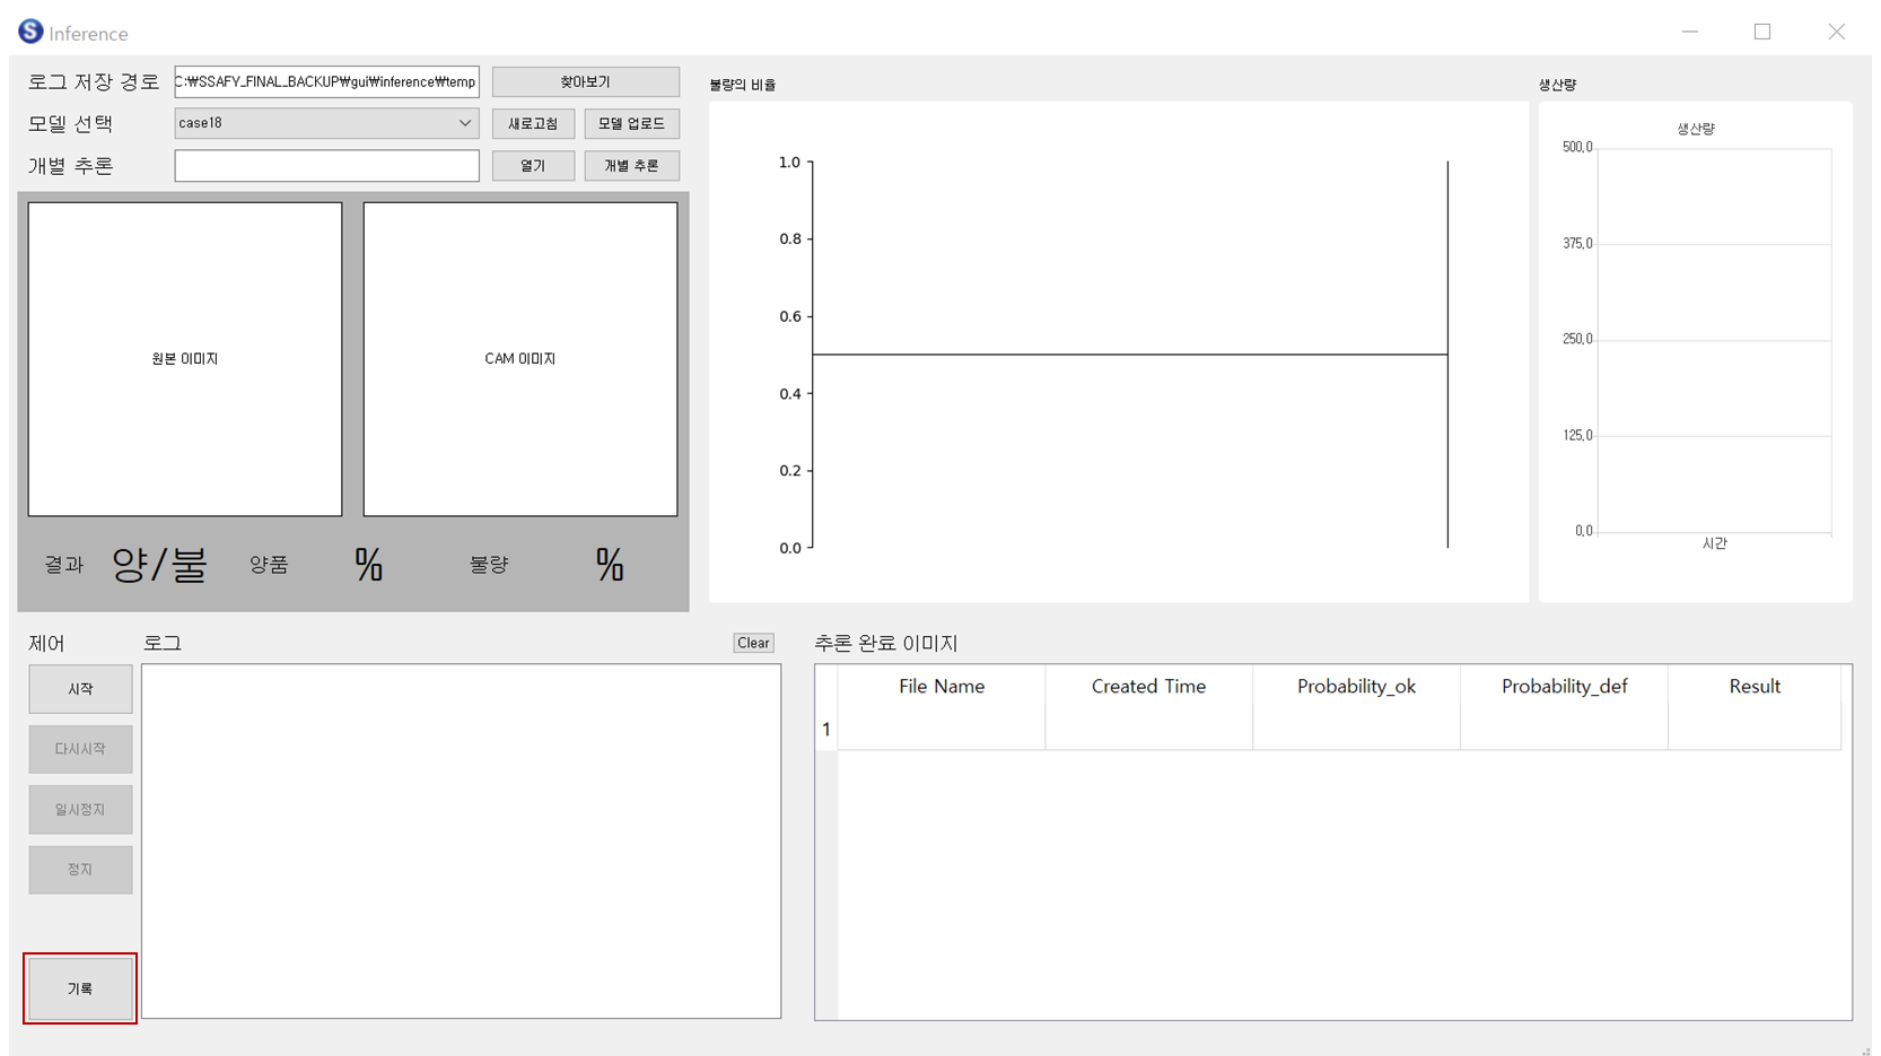 Inference
로그 저장 경로 C:₩SSAFY_FINAL_BACKUP₩gui₩inference₩temp 찾아보기
모델 선택 case18 새로고침 모델 업로드
개별 추론 열기 개별 추론
원본 이미지 CAM 이미지
결과 양/불 양품 % 불량 %
불량의 비율
1.0
0.8
0.6
0.4
0.2
0.0
생산량
생산량
500,0
375,0
250,0
125,0
0,0
시간
제어 로그 Clear
시작
다시시작
일시정지
정지
기록
추론 완료 이미지
File Name Created Time Probability_ok Probability_def Result
1